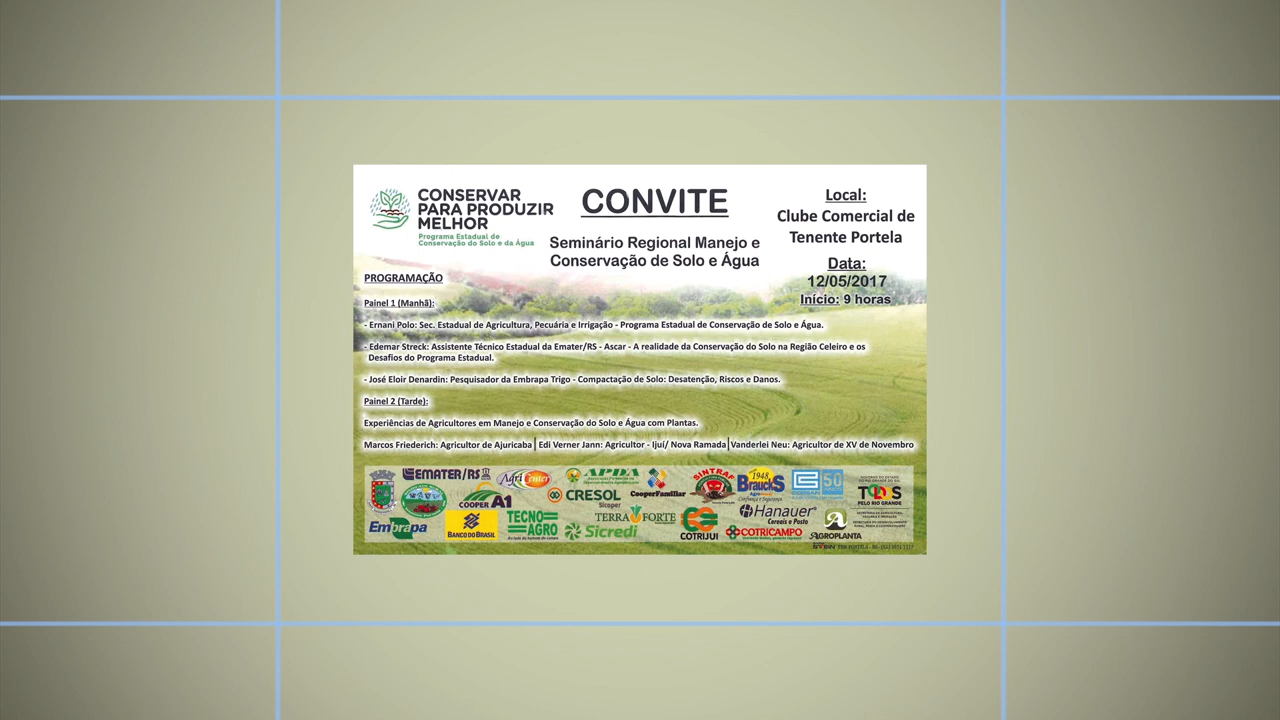 CONSERVAR
PARA PRODUZIR
MELHOR
Programa Estadual de
Conservação do Solo e da Água
CONVITE
Seminário Regional Manejo e
Conservação de Solo e Água
Local:
Clube Comercial de
Tenente Portela
Data:
12/05/2017
Início: 9 horas
PROGRAMAÇÃO
Painel 1 (Manhã):
- Ernani Polo: Sec. Estadual de Agricultura, Pecuária e Irrigação - Programa Estadual de Conservação de Solo e Água.
- Edemar Streck: Assistente Técnico Estadual da Emater/RS - Ascar - A realidade da Conservação do Solo na Região Celeiro e os
Desafios do Programa Estadual.
- José Eloir Denardin: Pesquisador da Embrapa Trigo - Compactação de Solo: Desatenção, Riscos e Danos.
Painel 2 (Tarde):
Experiências de Agricultores em Manejo e Conservação do Solo e Água com Plantas.
Marcos Friederich: Agricultor de Ajuricaba | Edi Verner Jann: Agricultor - Ijuí/ Nova Ramada | Vanderlei Neu: Agricultor de XV de Novembro
EMATER/RS
AgriCenter
APDA
CRESOL
Sicoper
CooperFamiliar
SINTRAF
1948
BraucKs
Confiança e Segurança
50
TODOS
PELO RIO GRANDE
COOPER A1
Embrapa
BANCO DO BRASIL
TECNO
AGRO
TERRA FORTE
Sicredi
COTRIJUI
Hanauer
Cereais e Posto
COTRICAMPO
AGROPLANTA